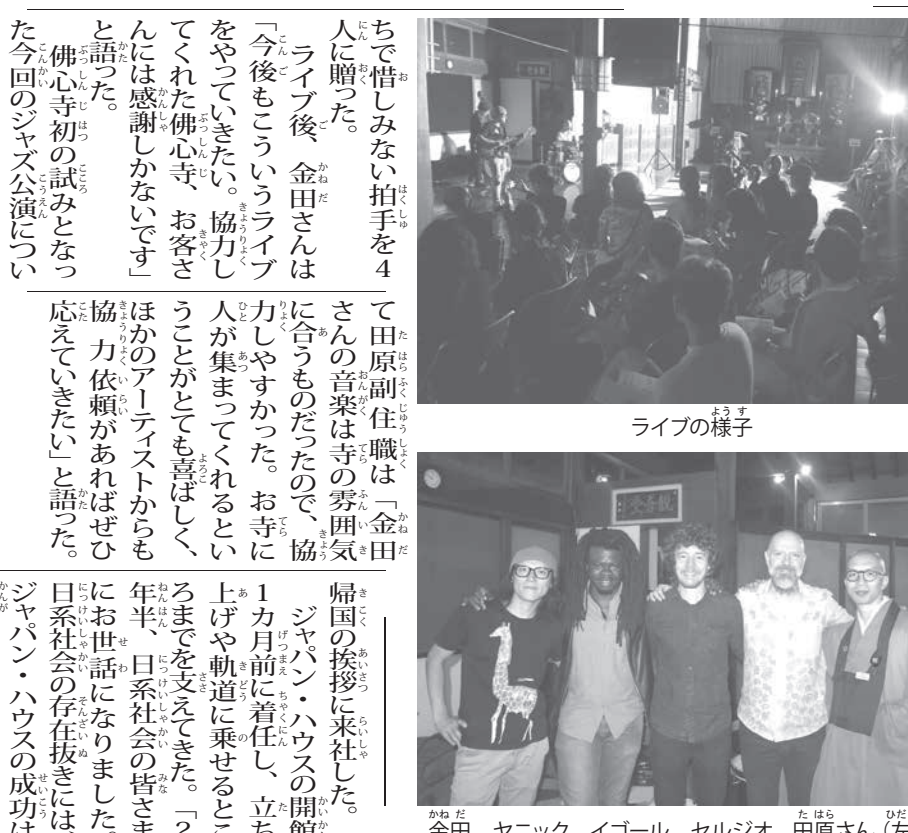 ちで惜しみない拍手を4
人に贈った。
ライブ後、金田さんは
「今後もこういうライブ
をやっていきたい。協力し
てくれた佛心寺、お客さ
んには感謝しかないです」
と語った。
佛心寺初の試みとなっ
た今回のジャズ公演につい
て田原副住職は「金田
さんの音楽は寺の雰囲気
に合うものだったので、協
力しやすかった。お寺に
人が集まってくれるとい
うことがとても喜ばしく、
ほかのアーティストからも
協力依頼があればぜひ
応えていきたい」と語った。
ライブの様子
金田、ヤニック、イゴール、セルジオ、田原さん（左
帰国の挨拶に来社した。
ジャパン・ハウスの開館
1カ月前に着任し、立ち
上げや軌道に乗せるとこ
ろまでを支えてきた。「2
年半、日系社会の皆さま
にお世話になりました。
日系社会の存在抜きには、
ジャパン・ハウスの成功は